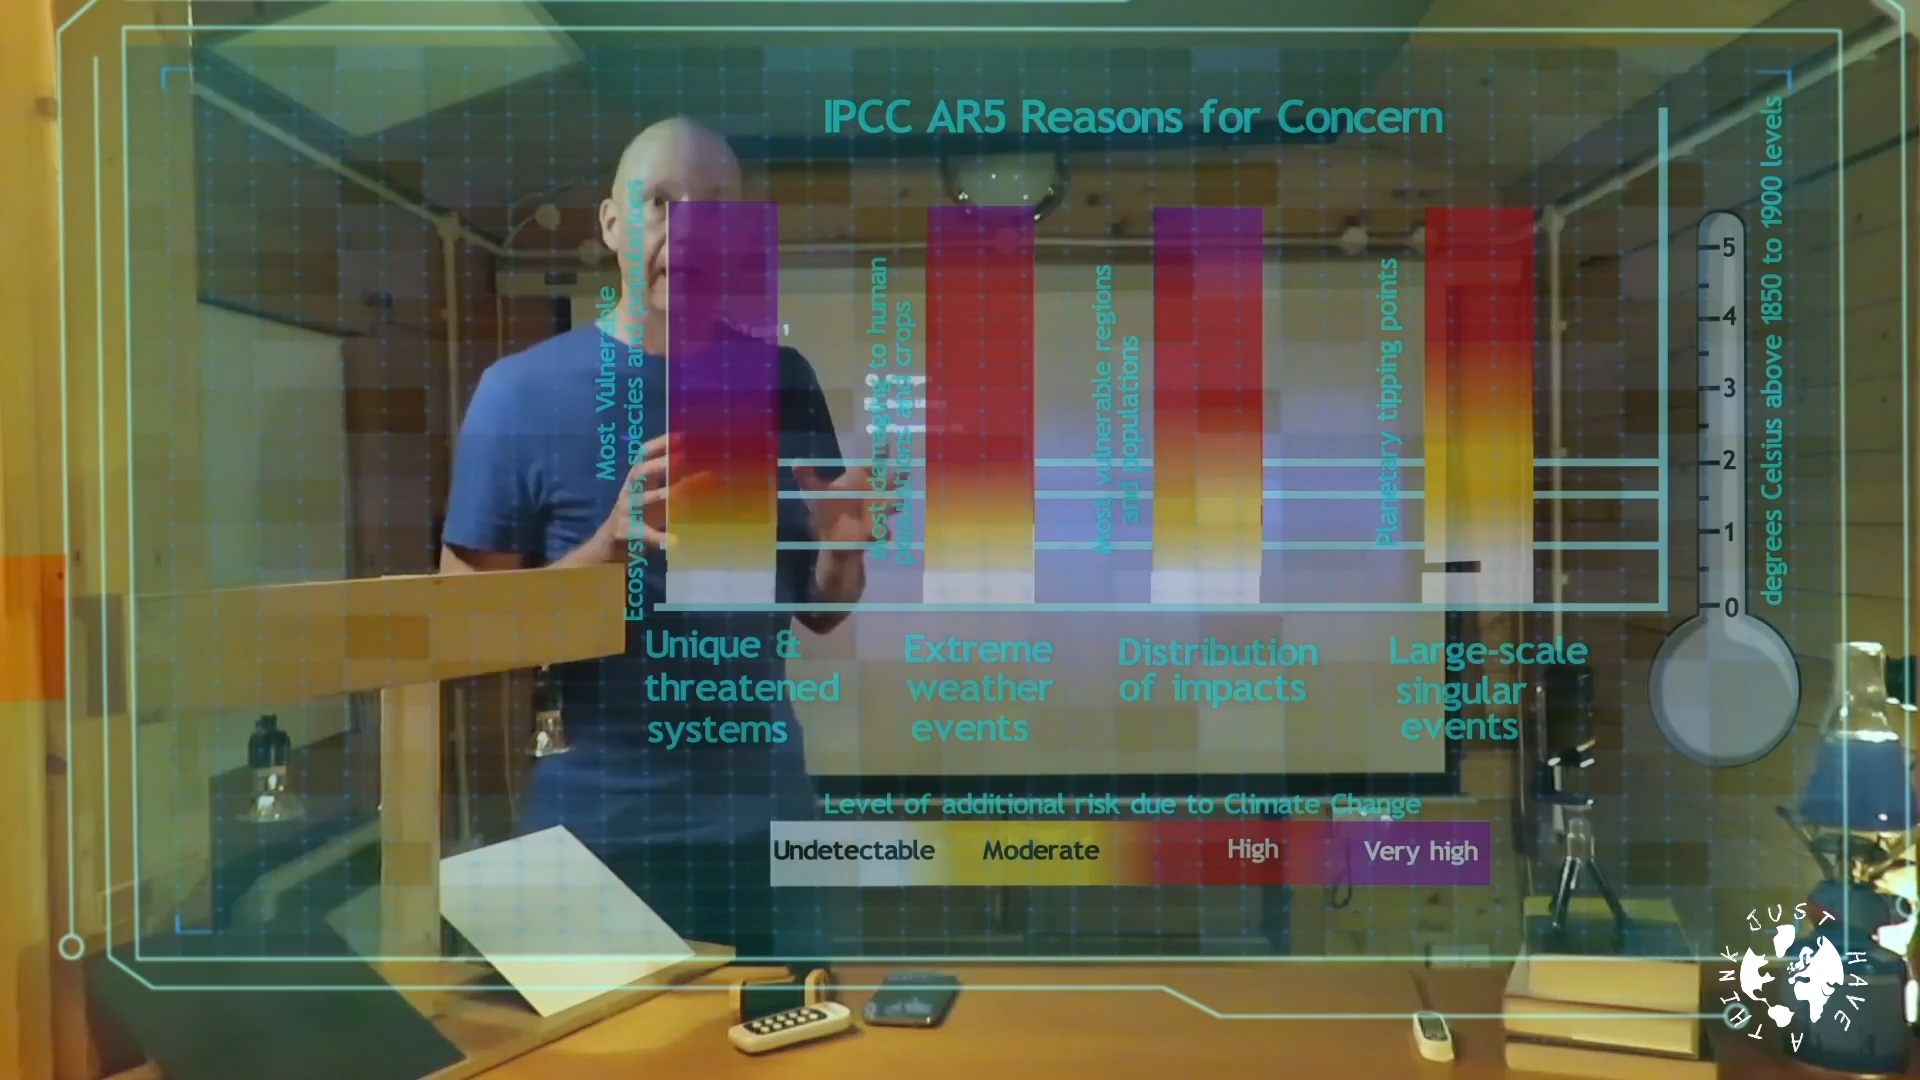 IPCC AR5 Reasons for Concern
Most Vulnerable
Ecosystems, species and populations
Most damaging to human
populations and crops
Most vulnerable regions
and populations
Planetary tipping points
degrees Celsius above 1850 to 1900 levels
5
4
3
2
1
0
Unique &
threatened
systems
Extreme
weather
events
Distribution
of impacts
Large-scale
singular
events
Level of additional risk due to Climate Change
Undetectable Moderate High Very high
JUST HAVE A THINK